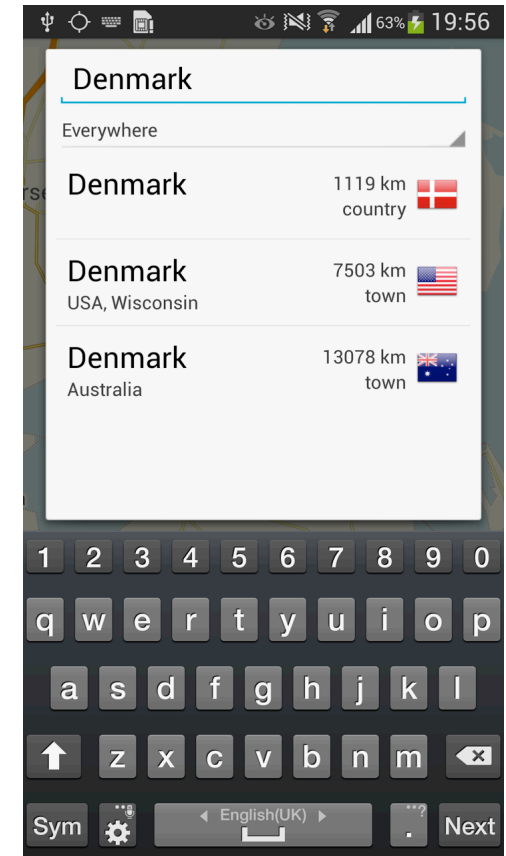 63% 19:56
Denmark
Everywhere
Denmark
1119 km
country
Denmark
USA, Wisconsin
7503 km
town
Denmark
Australia
13078 km
town
1 2 3 4 5 6 7 8 9 0
q w e r t y u i o p
a s d f g h j k l
z x c v b n m
Sym English(UK) . ? Next